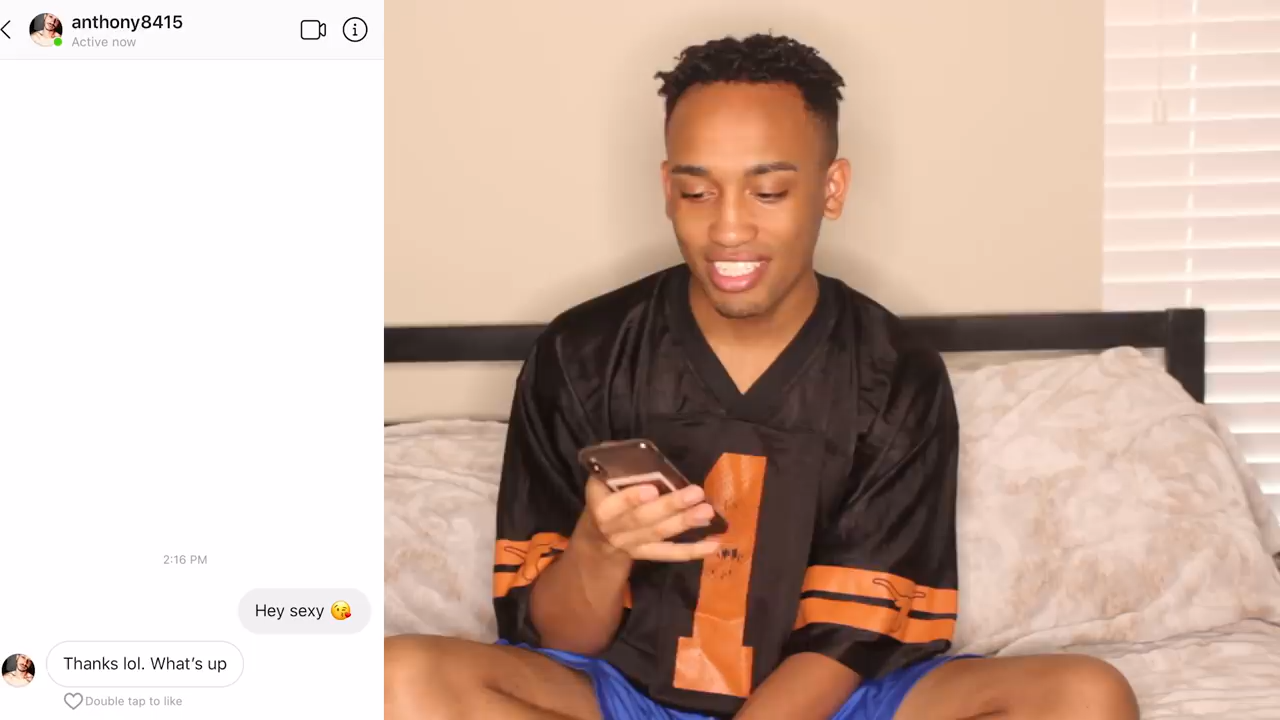 anthony8415
Active now
2:16 PM
Hey sexy 😘
Thanks lol. What's up
Double tap to like
1